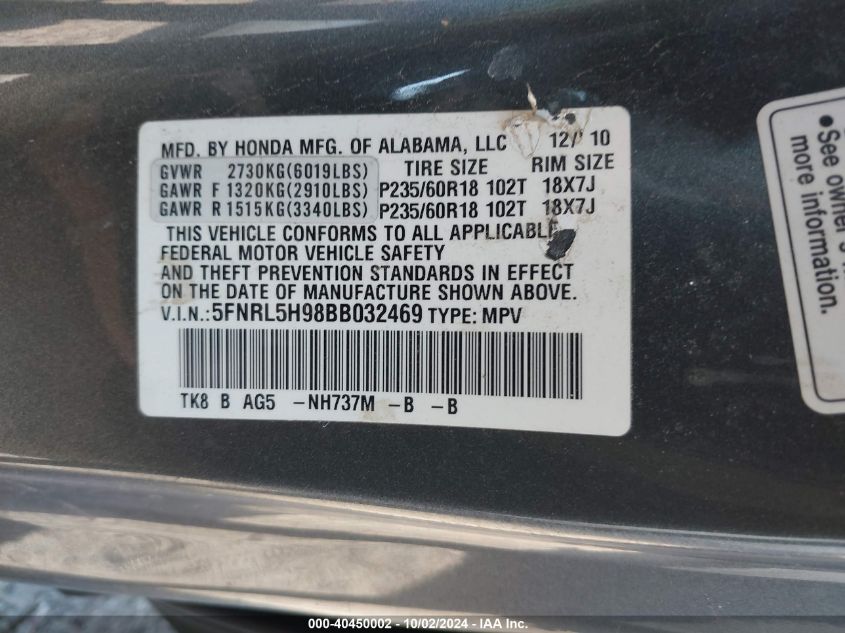 MFD. BY HONDA MFG. OF ALABAMA, LLC 12/ 10
GVWR 2730KG(6019LBS) TIRE SIZE RIM SIZE
GAWR F 1320KG(2910LBS) P235/60R18 102T 18X7J
GAWR R 1515KG(3340LBS) P235/60R18 102T 18X7J
THIS VEHICLE CONFORMS TO ALL APPLICABLE
FEDERAL MOTOR VEHICLE SAFETY
AND THEFT PREVENTION STANDARDS IN EFFECT
ON THE DATE OF MANUFACTURE SHOWN ABOVE.
V.I.N.:5FNRL5H98BB032469 TYPE: MPV
TK8 B AG5 -NH737M -B -B
•See owner's
more information.
000-40450002 - 10/02/2024 - IAA Inc.